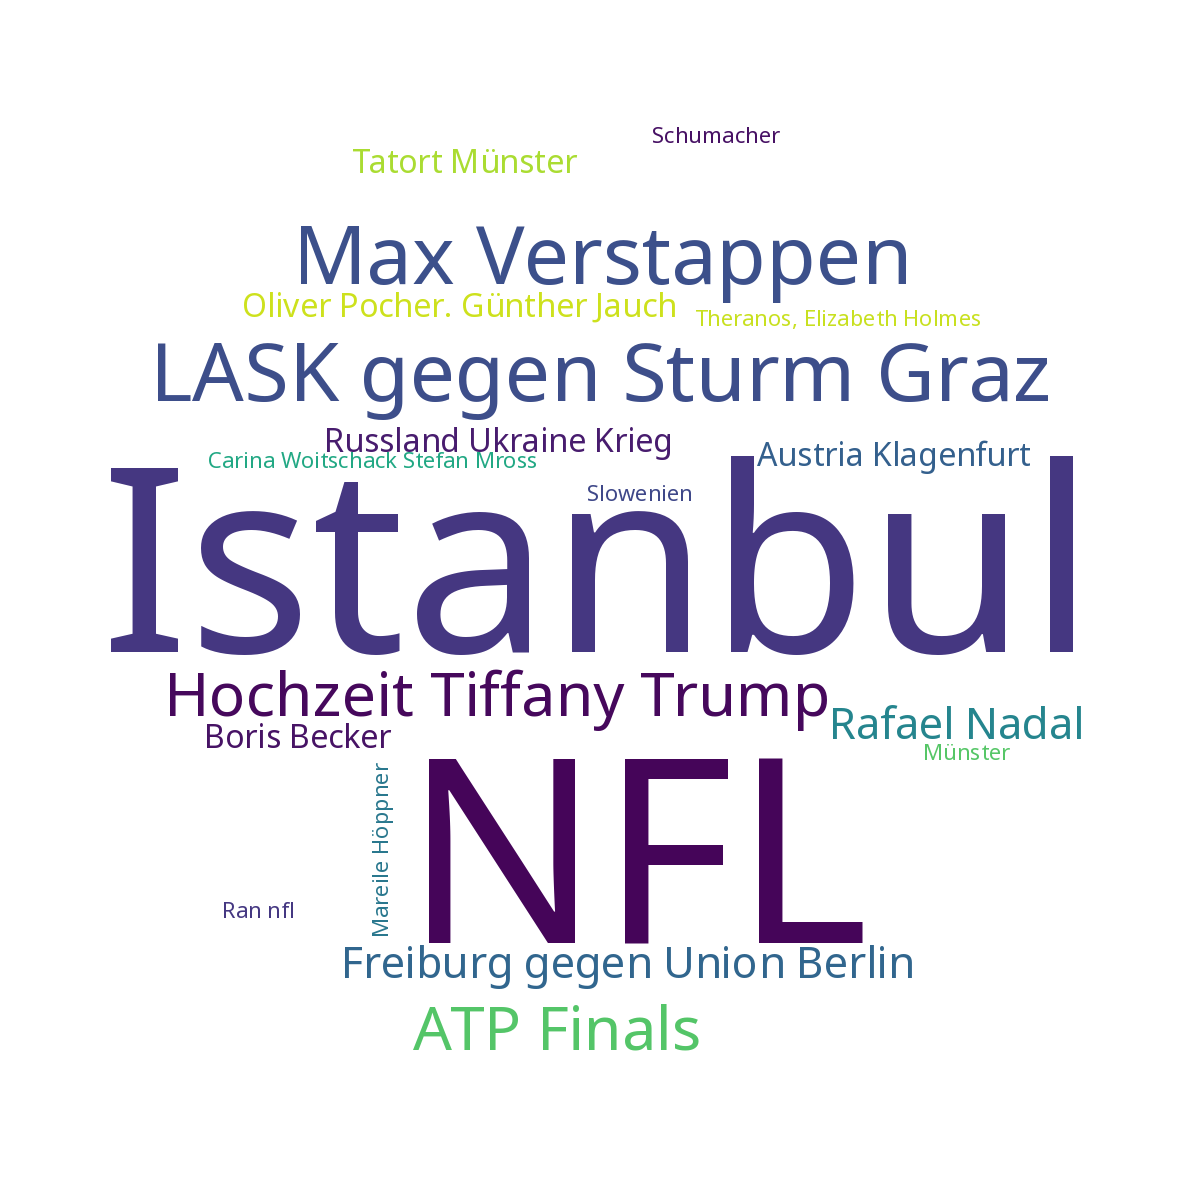 Schumacher
Tatort Münster
Max Verstappen
Oliver Pocher. Günther Jauch
Theranos, Elizabeth Holmes
LASK gegen Sturm Graz
Russland Ukraine Krieg
Carina Woitschack Stefan Mross
Austria Klagenfurt
Slowenien
Istanbul
Hochzeit Tiffany Trump
Rafael Nadal
Boris Becker
Münster
Mareile Höppner
NFL
Ran nfl
Freiburg gegen Union Berlin
ATP Finals